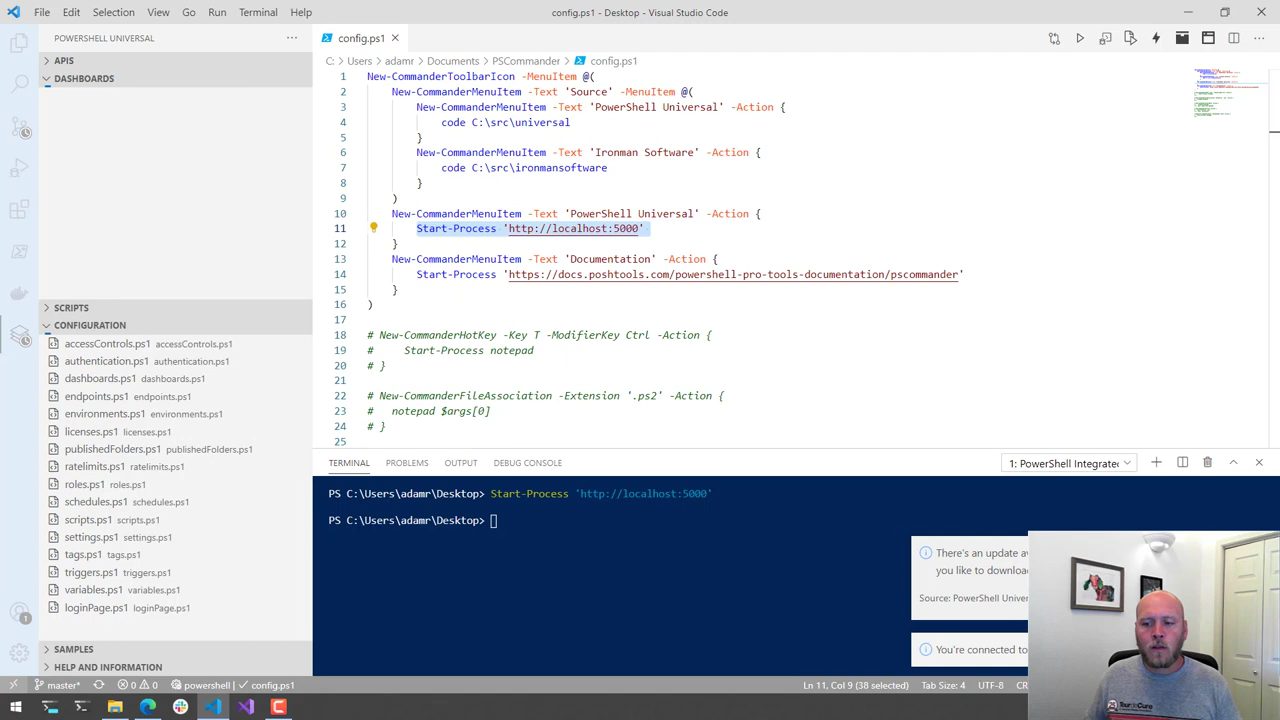 File Edit Selection View Go Run Terminal Help
config.ps1 - Visual Studio Code
POWERSHELL UNIVERSAL
APIS
DASHBOARDS
SCRIPTS
CONFIGURATION
accessControls.ps1 accessControls.ps1
authentication.ps1 authentication.ps1
dashboards.ps1 dashboards.ps1
endpoints.ps1 endpoints.ps1
environments.ps1 environments.ps1
licenses.ps1 licenses.ps1
publishedFolders.ps1 publishedFolders.ps1
ratelimits.ps1 ratelimits.ps1
roles.ps1 roles.ps1
schedules.ps1 schedules.ps1
scripts.ps1 scripts.ps1
settings.ps1 settings.ps1
tags.ps1 tags.ps1
triggers.ps1 triggers.ps1
variables.ps1 variables.ps1
loginPage.ps1 loginPage.ps1
SAMPLES
HELP AND INFORMATION
config.ps1
C: > Users > adamr > Documents > PSCommander > config.ps1
1 New-CommanderToolbarIcon -MenuItem @(
2 New-CommanderMenuItem -Text 'Source' -MenuItem @(
3 New-CommanderMenuItem -Text 'PowerShell Universal' -Action {
4 code C:\src\universal
5 }
6 New-CommanderMenuItem -Text 'Ironman Software' -Action {
7 code C:\src\ironmansoftware
8 }
9 )
10 New-CommanderMenuItem -Text 'PowerShell Universal' -Action {
11 Start-Process 'http://localhost:5000'
12 }
13 New-CommanderMenuItem -Text 'Documentation' -Action {
14 Start-Process 'https://docs.poshtools.com/powershell-pro-tools-documentation/pscommander'
15 }
16 )
17
18 # New-CommanderHotKey -Key T -ModifierKey Ctrl -Action {
19 # Start-Process notepad
20 # }
21
22 # New-CommanderFileAssociation -Extension '.ps2' -Action {
23 # notepad $args[0]
24 # }
25
TERMINAL PROBLEMS OUTPUT DEBUG CONSOLE
1: PowerShell Integrated
PS C:\Users\adamr\Desktop> Start-Process 'http://localhost:5000'
PS C:\Users\adamr\Desktop>
There's an update
you like to download
Source: PowerShell
You're connected to
master* 0 0 powershell | config.ps1
Ln 11, Col 9 (38 selected) Tab Size: 4 UTF-8
1